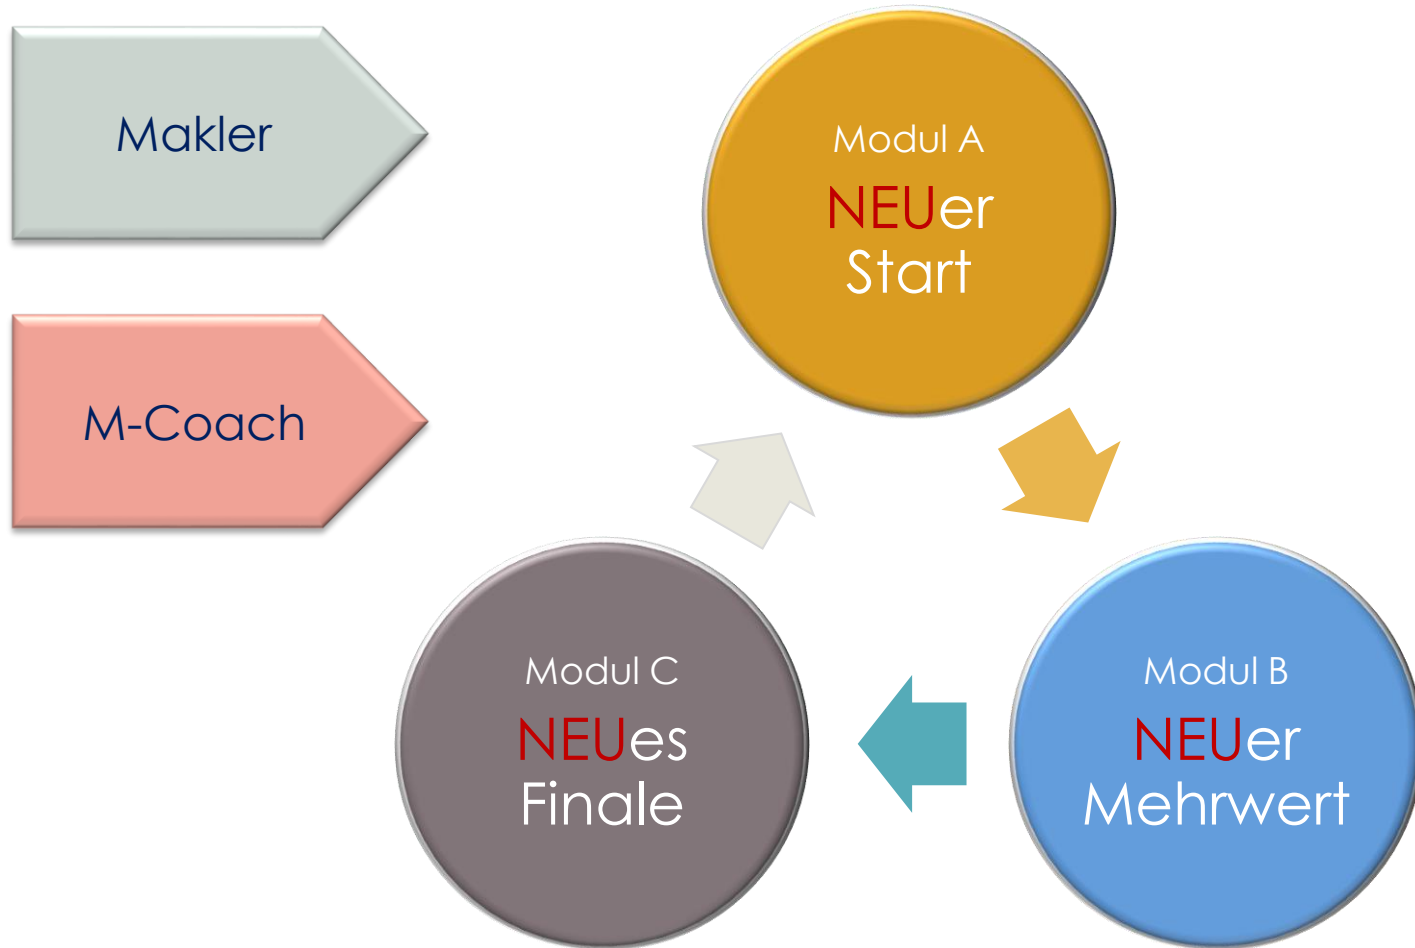 Makler
M-Coach
Modul A
NEUer
Start
Modul B
NEUer
Mehrwert
Modul C
NEUes
Finale